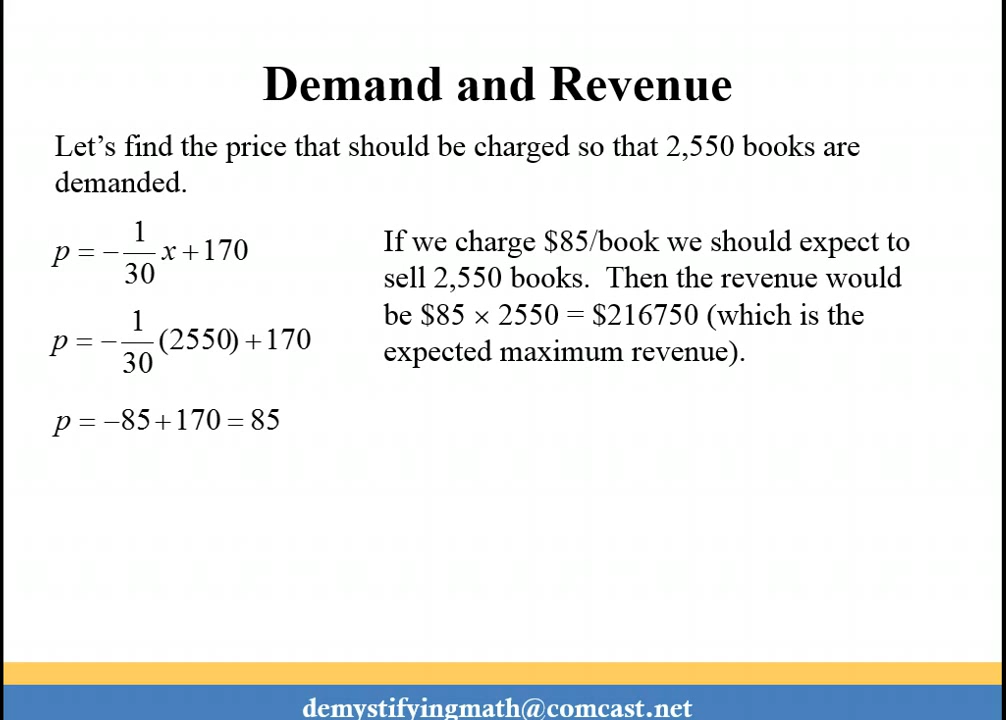 Demand and Revenue
Let’s find the price that should be charged so that 2,550 books are
demanded.
p = −1/30 x + 170
p = −1/30 (2550) + 170
p = −85 + 170 = 85
If we charge $85/book we should expect to
sell 2,550 books.  Then the revenue would
be $85 × 2550 = $216750 (which is the
expected maximum revenue).
demystifyingmath@comcast.net